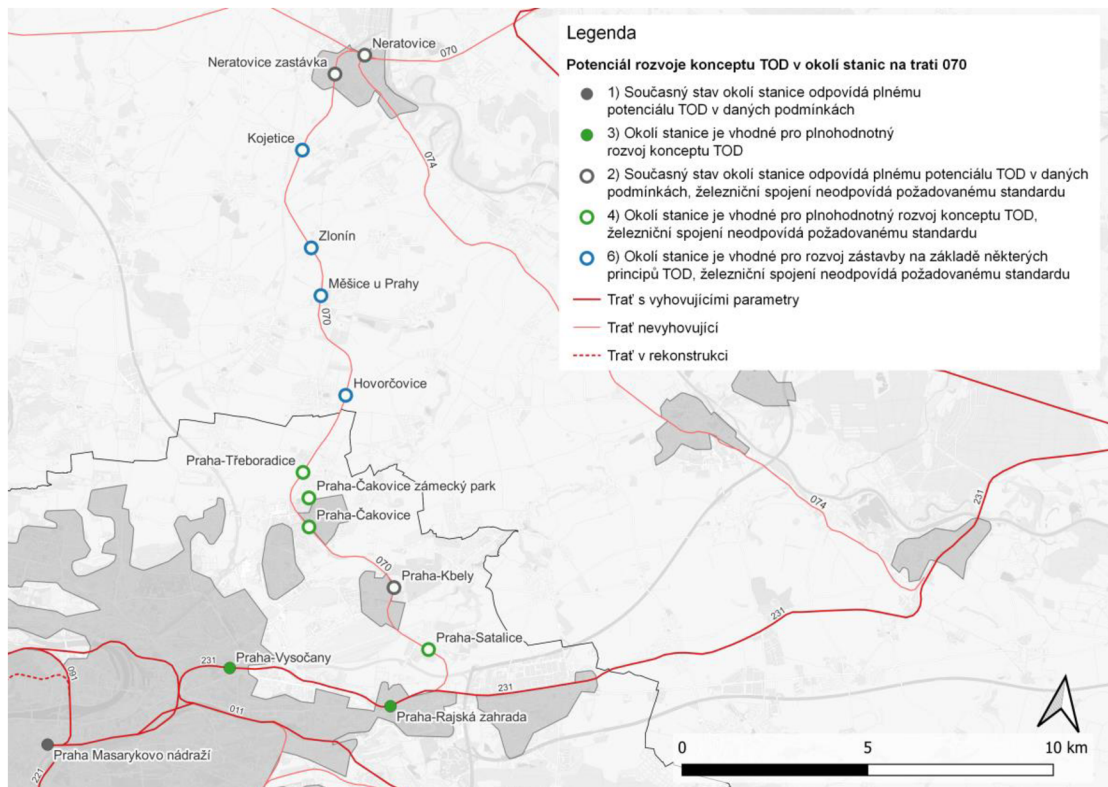 Legenda
Potenciál rozvoje konceptu TOD v okolí stanic na trati 070
1) Současný stav okolí stanice odpovídá plnému
potenciálu TOD v daných podmínkách
3) Okolí stanice je vhodné pro plnohodnotný
rozvoj konceptu TOD
2) Současný stav okolí stanice odpovídá plnému potenciálu TOD v daných
podmínkách, železniční spojení neodpovídá požadovanému standardu
4) Okolí stanice je vhodné pro plnohodnotný rozvoj konceptu TOD,
železniční spojení neodpovídá požadovanému standardu
6) Okolí stanice je vhodné pro rozvoj zástavby na základě některých
principů TOD, železniční spojení neodpovídá požadovanému standardu
Trať s vyhovujícími parametry
Trať nevyhovující
Trať v rekonstrukci
Neratovice
070
Neratovice zastávka
Kojetice
074
Zlonín
Měšice u Prahy
070
Hovorčovice
Praha-Třeboradice
Praha-Čakovice zámecký park
Praha-Čakovice
070
Praha-Kbely
074
231
Praha-Satalice
231
231
Praha-Vysočany
231
091
Praha-Rajská zahrada
011
Praha Masarykovo nádraží
221
0
5
10 km